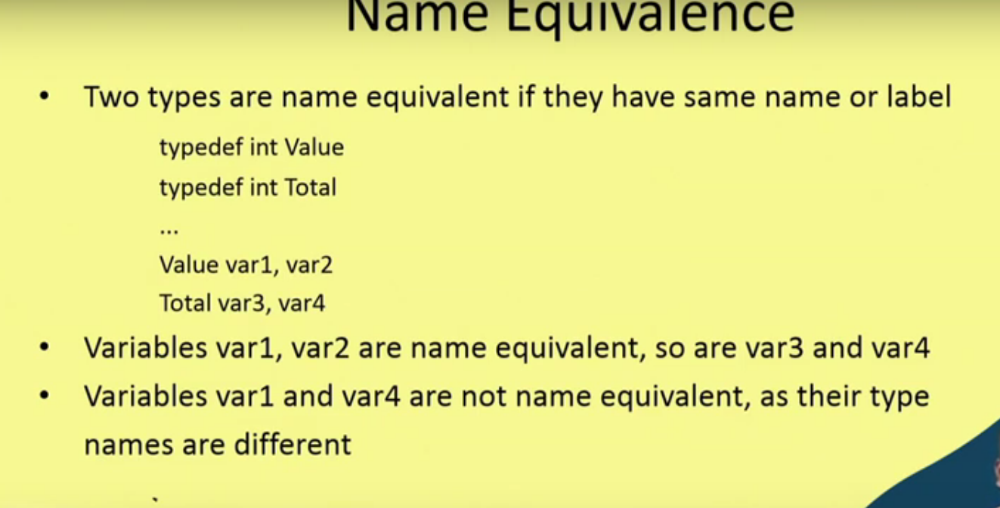 Name Equivalence
• Two types are name equivalent if they have same name or label
typedef int Value
typedef int Total
...
Value var1, var2
Total var3, var4
• Variables var1, var2 are name equivalent, so are var3 and var4
• Variables var1 and var4 are not name equivalent, as their type
names are different